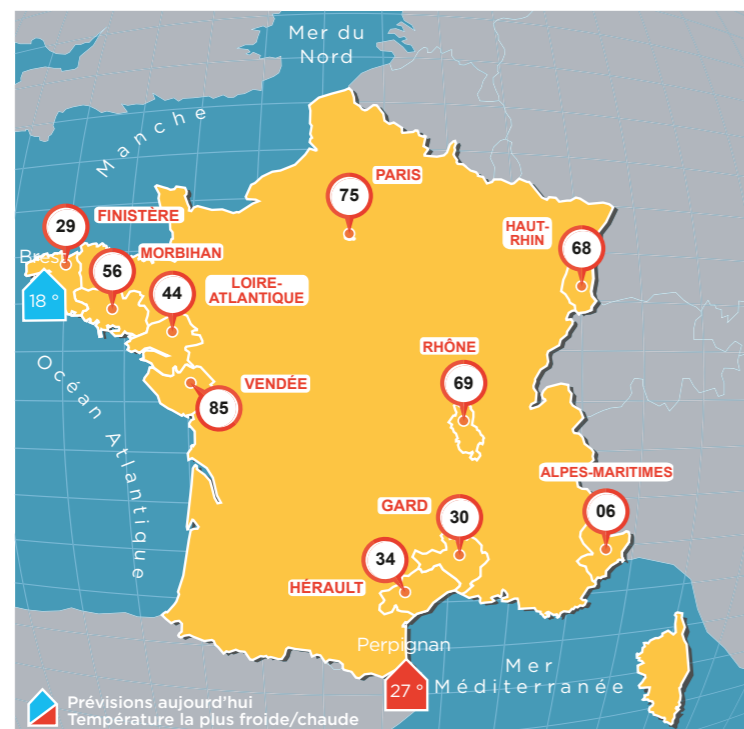 Mer du
Nord
Manche
PARIS
75
FINISTÈRE
29
HAUT-
RHIN
68
MORBIHAN
56
Brest
18 °
LOIRE-
ATLANTIQUE
44
RHÔNE
69
VENDÉE
85
Océan Atlantique
ALPES-MARITIMES
06
GARD
30
34
HÉRAULT
Perpignan
27 °
Mer
Méditerranée
Prévisions aujourd'hui
Température la plus froide/chaude